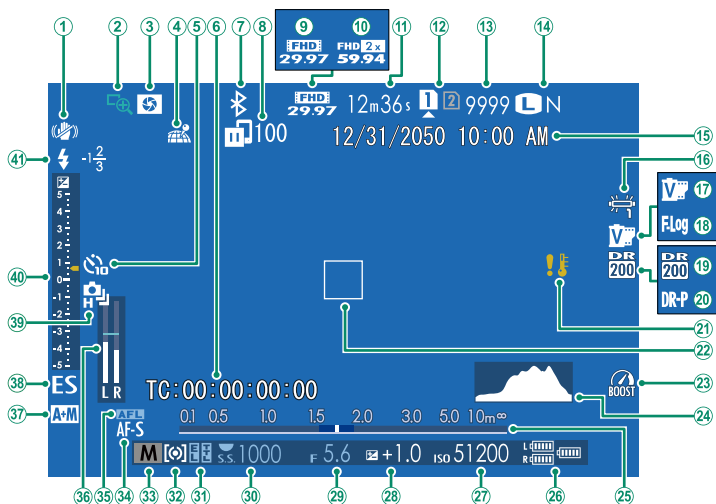 FHD 29.97 FHD 2x 59.94
1 2 3 4 5 6 7 8 9 10 11 12 13 14
FHD 29.97 12m36s 1 2 9999 L N
100
12/31/2050 10:00 AM 15
41 -1 2/3
16
1
V 17
F-Log 18
DR 200 DR 200 19
DR-P 20
5
4
3
2
1
0
-1
-2
-3
-4
-5
40
10
! 21
22
H
39
L R
38 ES
TC:00:00:00:00
BOOST 23
24
37 A+M
AFL
AF-S
0.1 0.5 1.0 1.5 2.0 3.0 5.0 10m∞
M S.S. 1000 F 5.6 +1.0 ISO 51200 L R
36 35 34 33 32 31 30 29 28 27 26 25